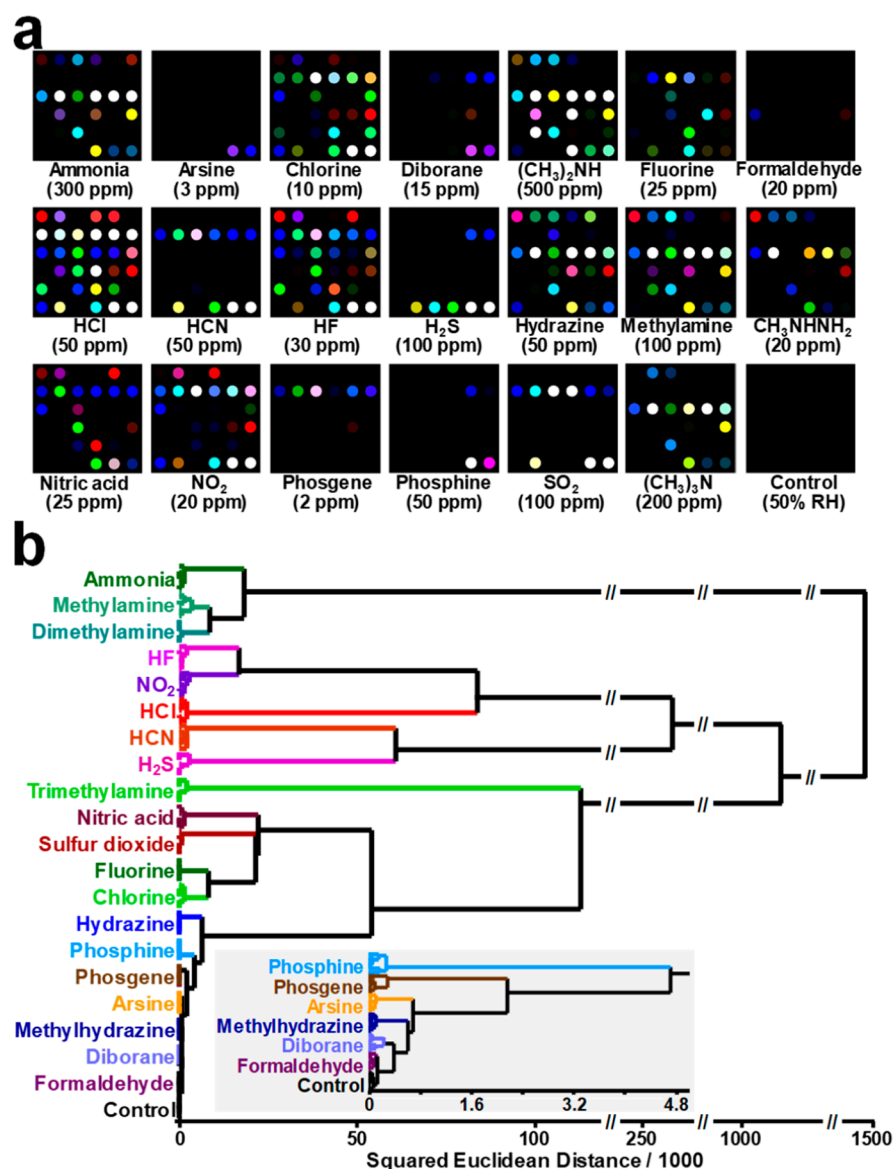 a
Ammonia Arsine Chlorine Diborane (CH₃)₂NH Fluorine Formaldehyde
(300 ppm) (3 ppm) (10 ppm) (15 ppm) (500 ppm) (25 ppm) (20 ppm)
HCl HCN HF H₂S Hydrazine Methylamine CH₃NHNH₂
(50 ppm) (50 ppm) (30 ppm) (100 ppm) (50 ppm) (100 ppm) (20 ppm)
Nitric acid NO₂ Phosgene Phosphine SO₂ (CH₃)₃N Control
(25 ppm) (20 ppm) (2 ppm) (50 ppm) (100 ppm) (200 ppm) (50% RH)
b
Ammonia
Methylamine
Dimethylamine
HF
NO₂
HCl
HCN
H₂S
Trimethylamine
Nitric acid
Sulfur dioxide
Fluorine
Chlorine
Hydrazine
Phosphine
Phosgene
Arsine
Methylhydrazine
Diborane
Formaldehyde
Control
Phosphine
Phosgene
Arsine
Methylhydrazine
Diborane
Formaldehyde
Control
0 1.6 3.2 4.8
0 50 100 250 1000 1500
Squared Euclidean Distance / 1000